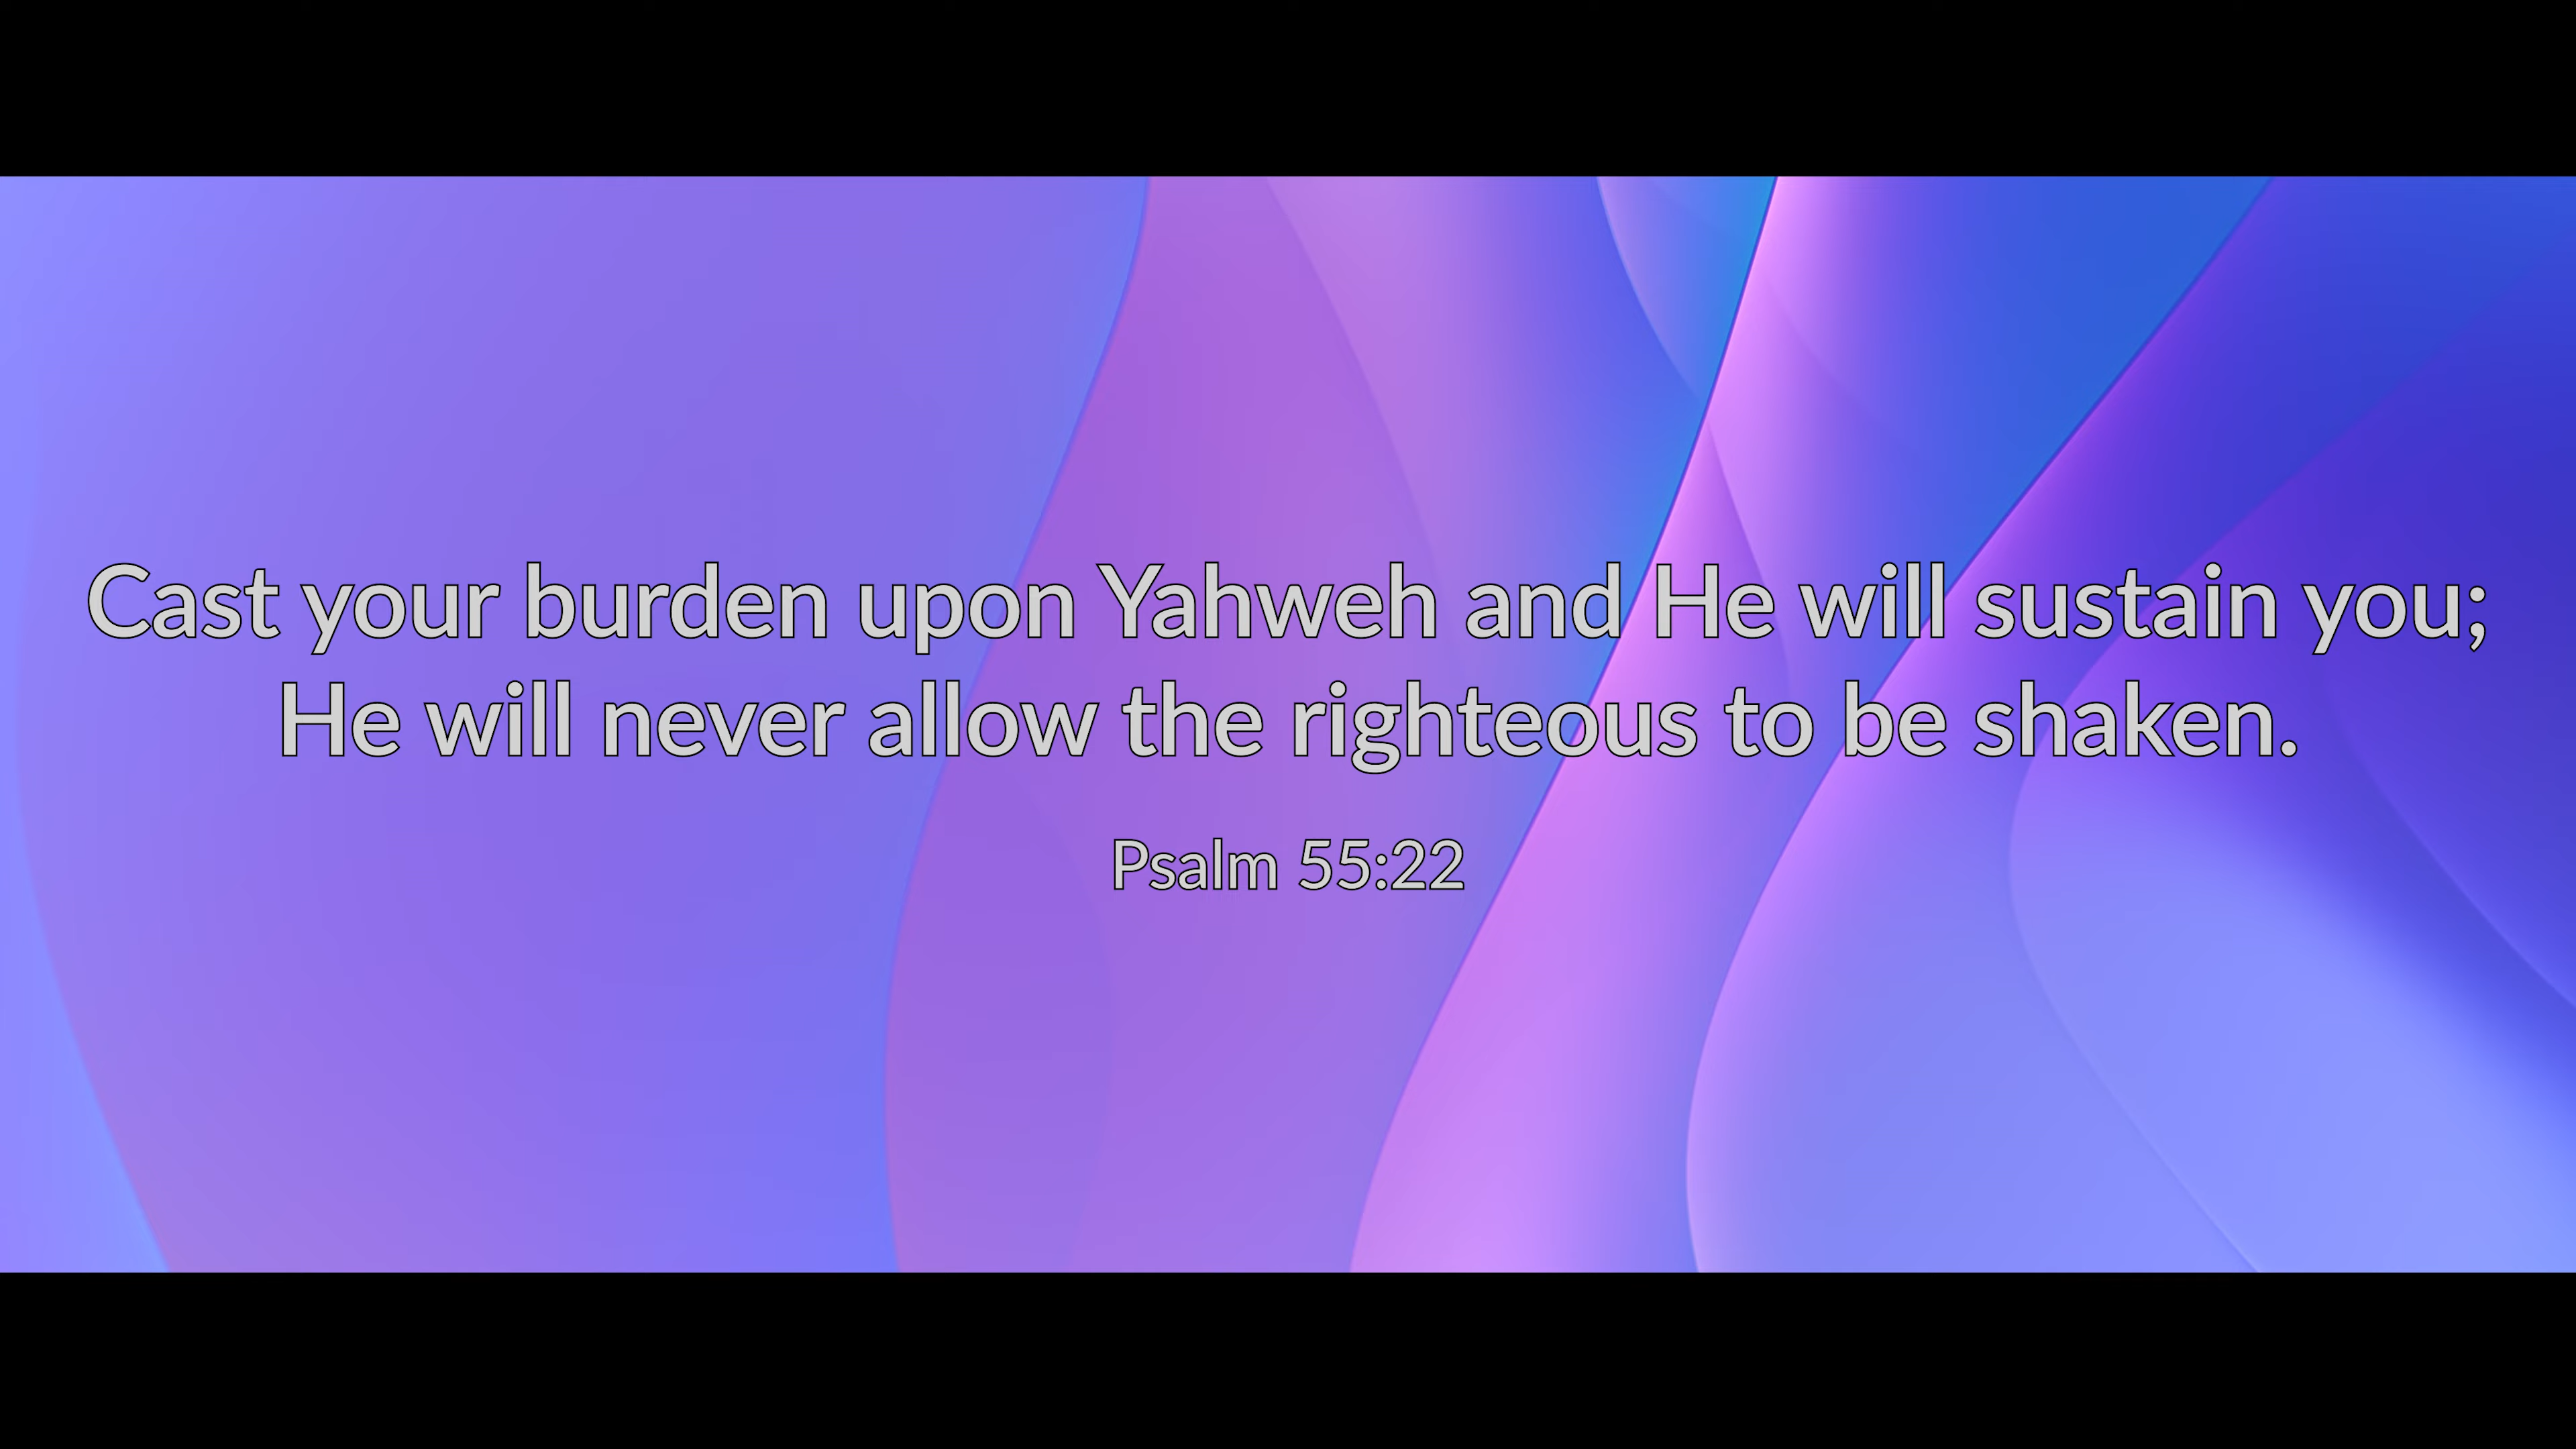 Cast your burden upon Yahweh and He will sustain you;
He will never allow the righteous to be shaken.
Psalm 55:22